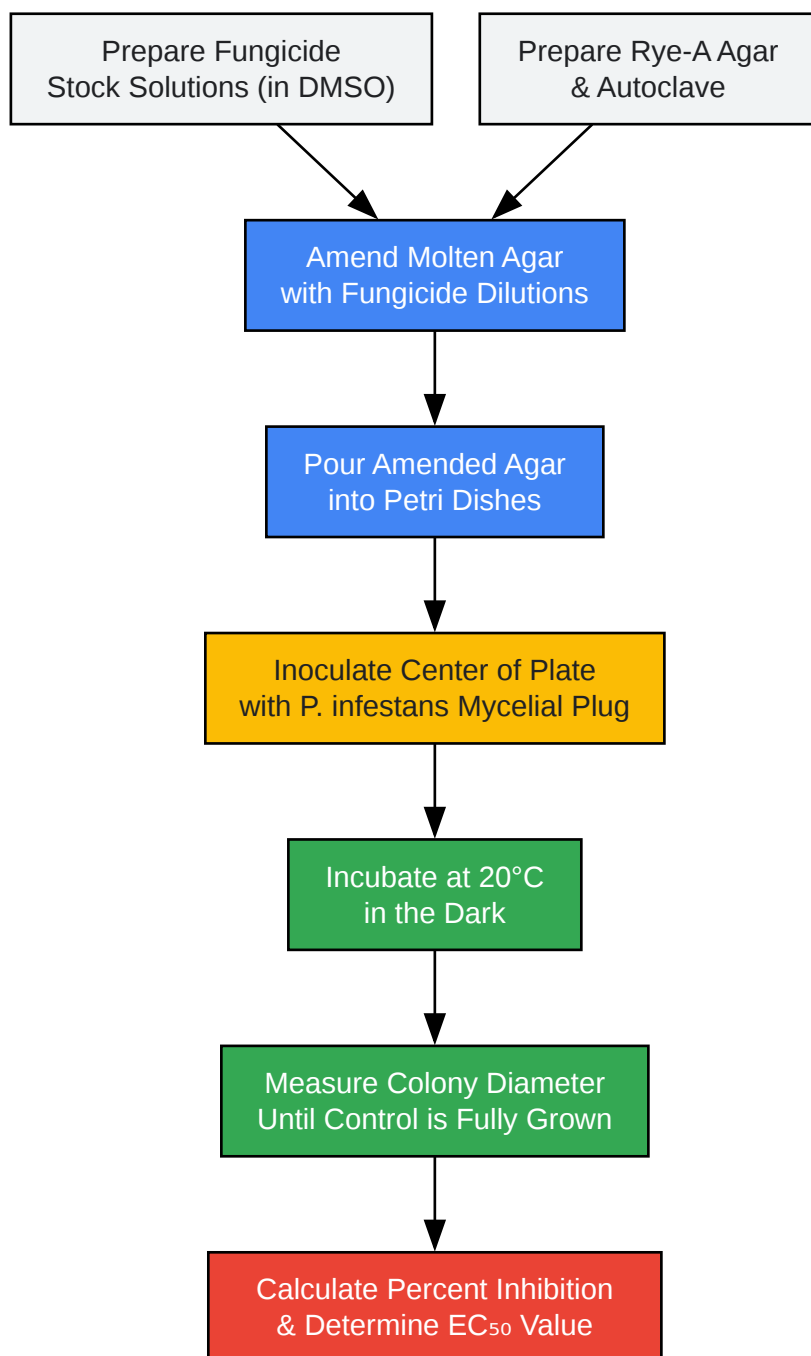 Prepare Fungicide
Stock Solutions (in DMSO)
Prepare Rye-A Agar
& Autoclave
Amend Molten Agar
with Fungicide Dilutions
Pour Amended Agar
into Petri Dishes
Inoculate Center of Plate
with P. infestans Mycelial Plug
Incubate at 20°C
in the Dark
Measure Colony Diameter
Until Control is Fully Grown
Calculate Percent Inhibition
& Determine EC₅₀ Value